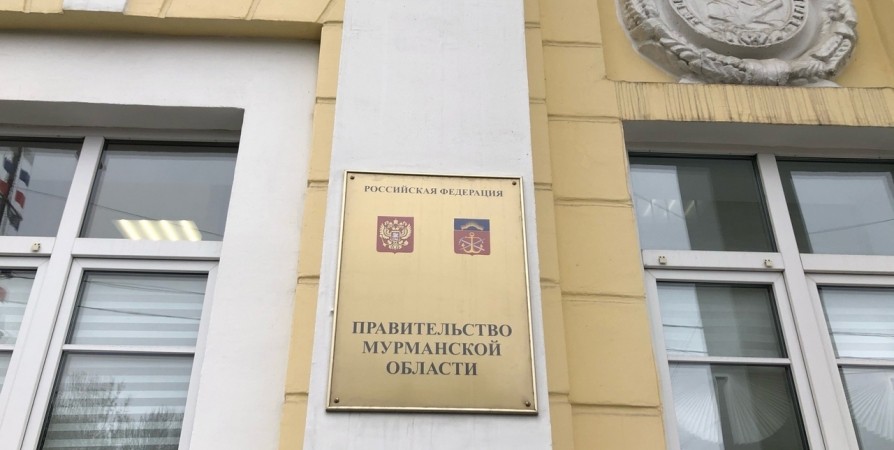 РОССИЙСКАЯ ФЕДЕРАЦИЯ
ПРАВИТЕЛЬСТВО
МУРМАНСКОЙ
ОБЛАСТИ